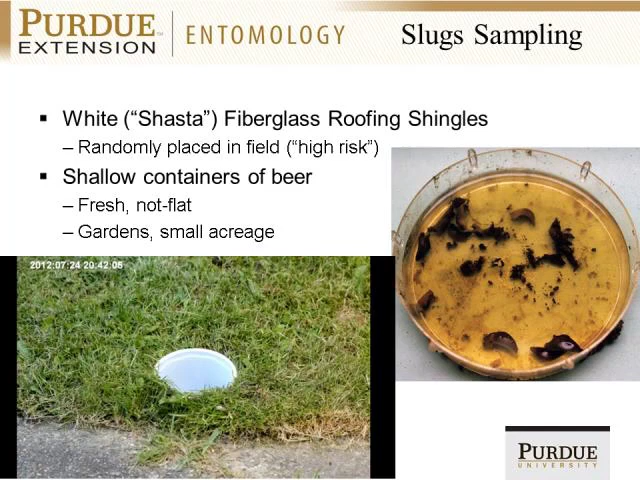 PURDUE
EXTENSION
ENTOMOLOGY
Slugs Sampling
▪ White (“Shasta”) Fiberglass Roofing Shingles
– Randomly placed in field (“high risk”)
▪ Shallow containers of beer
– Fresh, not-flat
– Gardens, small acreage
2012:07:24 20:42:05
PURDUE
UNIVERSITY